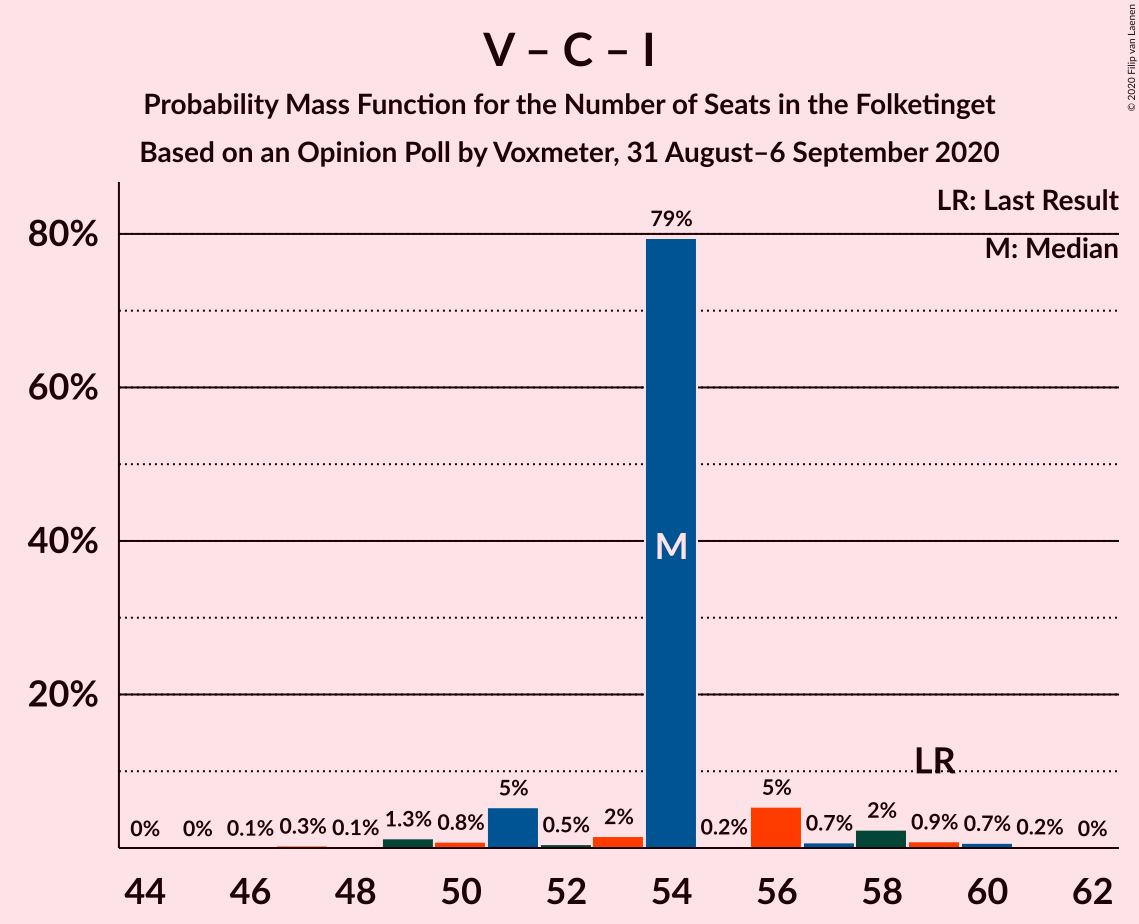 V – C – I
Probability Mass Function for the Number of Seats in the Folketinget
Based on an Opinion Poll by Voxmeter, 31 August–6 September 2020
© 2020 Filip van Laenen
LR: Last Result
M: Median
80%
60%
40%
20%
0% 0% 0.1% 0.3% 0.1% 1.3% 0.8% 5% 0.5% 2% 79% 0.2% 5% 0.7% 2% 0.9% 0.7% 0.2% 0%
M
LR
44 46 48 50 52 54 56 58 60 62